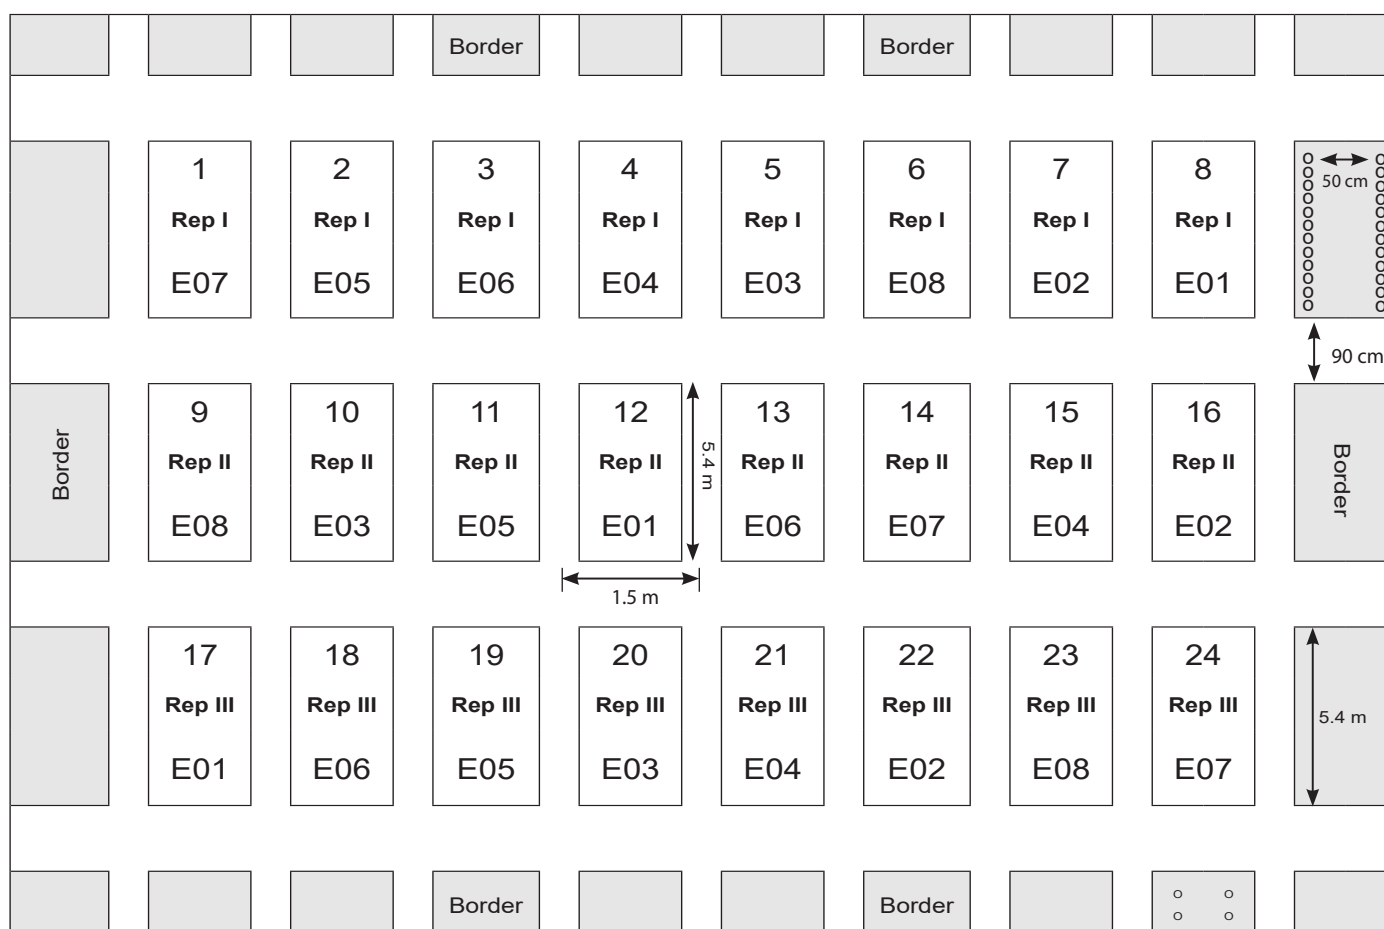 Border Border
1 2 3 4 5 6 7 8
Rep I Rep I Rep I Rep I Rep I Rep I Rep I Rep I
E07 E05 E06 E04 E03 E08 E02 E01
50 cm
90 cm
9 10 11 12 13 14 15 16
Rep II Rep II Rep II Rep II Rep II Rep II Rep II Rep II
E08 E03 E05 E01 E06 E07 E04 E02
Border
5.4 m
Border
1.5 m
17 18 19 20 21 22 23 24
Rep III Rep III Rep III Rep III Rep III Rep III Rep III Rep III
E01 E06 E05 E03 E04 E02 E08 E07
5.4 m
Border Border